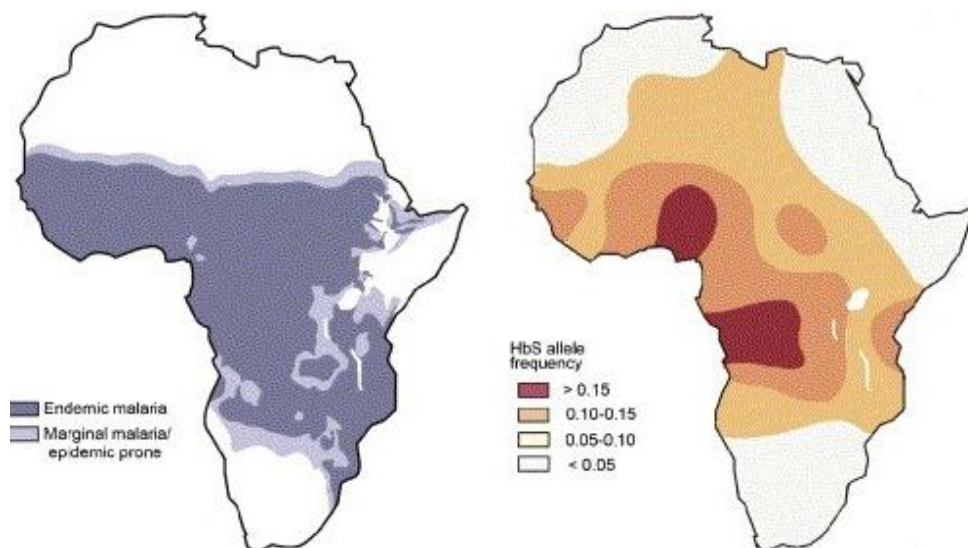 Endemic malaria
Marginal malaria/
epidemic prone
HbS allele
frequency
> 0.15
0.10-0.15
0.05-0.10
< 0.05